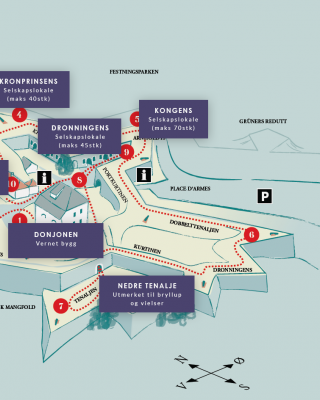 FESTNINGSPARKEN
KRONPRINSENS
Selskapslokale
(maks 40stk)
4
DRONNINGENS
Selskapslokale
(maks 45stk)
5
KONGENS
Selskapslokale
(maks 70stk)
GRÜNERS REDUTT
9
i
i
10
8
PORTKURTINEN
PLACE D'ARMES
P
1
DOBBELTTENALJEN
6
DONJONEN
Vernet bygg
KURTINEN
DRONNINGENS
NEDRE TENALJE
Utmerket til bryllup
og vielser
K MANGFOLD
7
TENALJEN
N
Ø
V
S